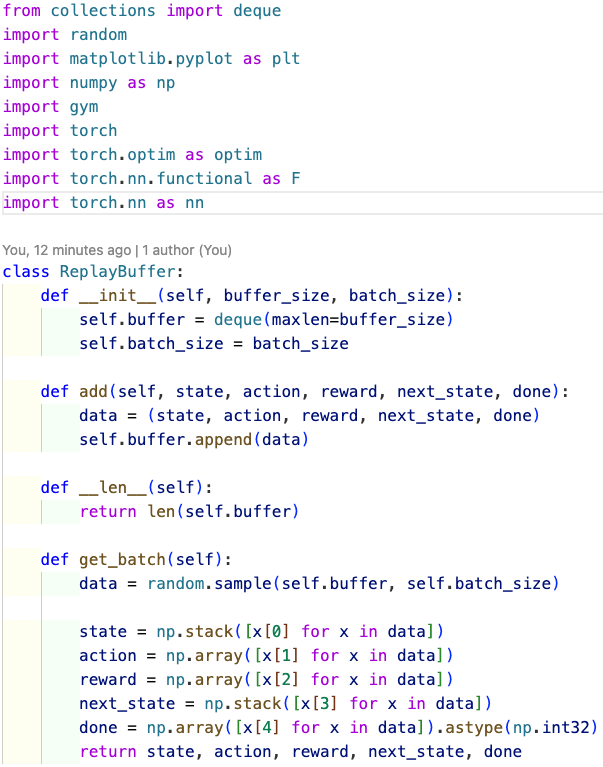 from collections import deque
import random
import matplotlib.pyplot as plt
import numpy as np
import gym
import torch
import torch.optim as optim
import torch.nn.functional as F
import torch.nn as nn
You, 12 minutes ago | 1 author (You)
class ReplayBuffer:
    def __init__(self, buffer_size, batch_size):
        self.buffer = deque(maxlen=buffer_size)
        self.batch_size = batch_size
    def add(self, state, action, reward, next_state, done):
        data = (state, action, reward, next_state, done)
        self.buffer.append(data)
    def __len__(self):
        return len(self.buffer)
    def get_batch(self):
        data = random.sample(self.buffer, self.batch_size)
        state = np.stack([x[0] for x in data])
        action = np.array([x[1] for x in data])
        reward = np.array([x[2] for x in data])
        next_state = np.stack([x[3] for x in data])
        done = np.array([x[4] for x in data]).astype(np.int32)
        return state, action, reward, next_state, done